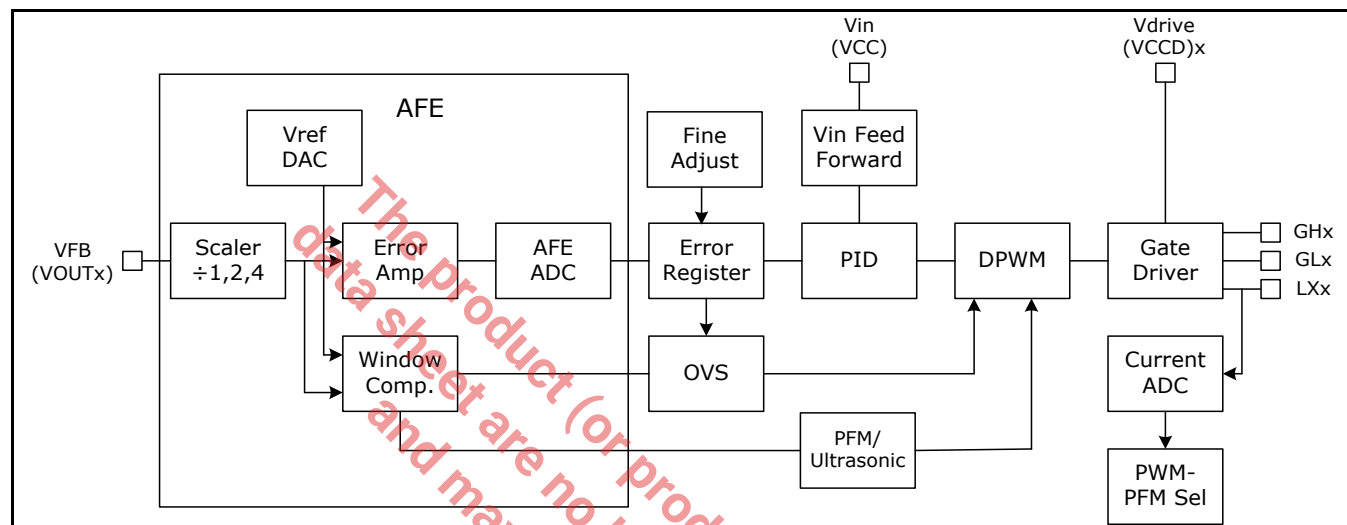 Vin
(VCC)
Vdrive
(VCCD)x
AFE
Vref
DAC
Fine
Adjust
Vin Feed
Forward
VFB
(VOUTx)
Scaler
÷1,2,4
Error
Amp
AFE
ADC
Error
Register
PID
DPWM
Gate
Driver
GHx
GLx
LXx
Window
Comp.
OVS
Current
ADC
PFM/
Ultrasonic
PWM-
PFM Sel
The product (or prod
data sheet are no
and ma